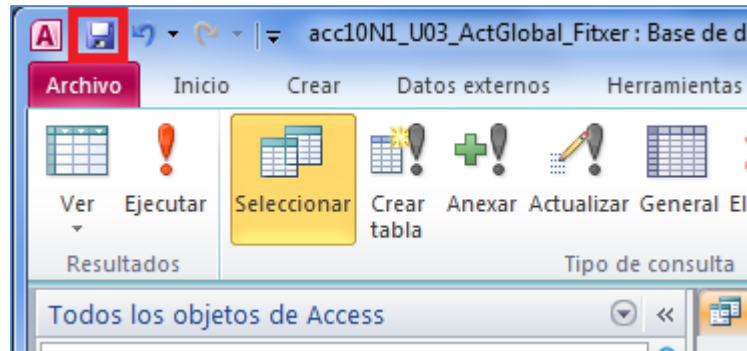 A
acc10N1_U03_ActGlobal_Fitxer : Base de d
Archivo Inicio Crear Datos externos Herramientas
Ver Ejecutar Seleccionar Crear tabla Anexar Actualizar General El
Resultados Tipo de consulta
Todos los objetos de Access